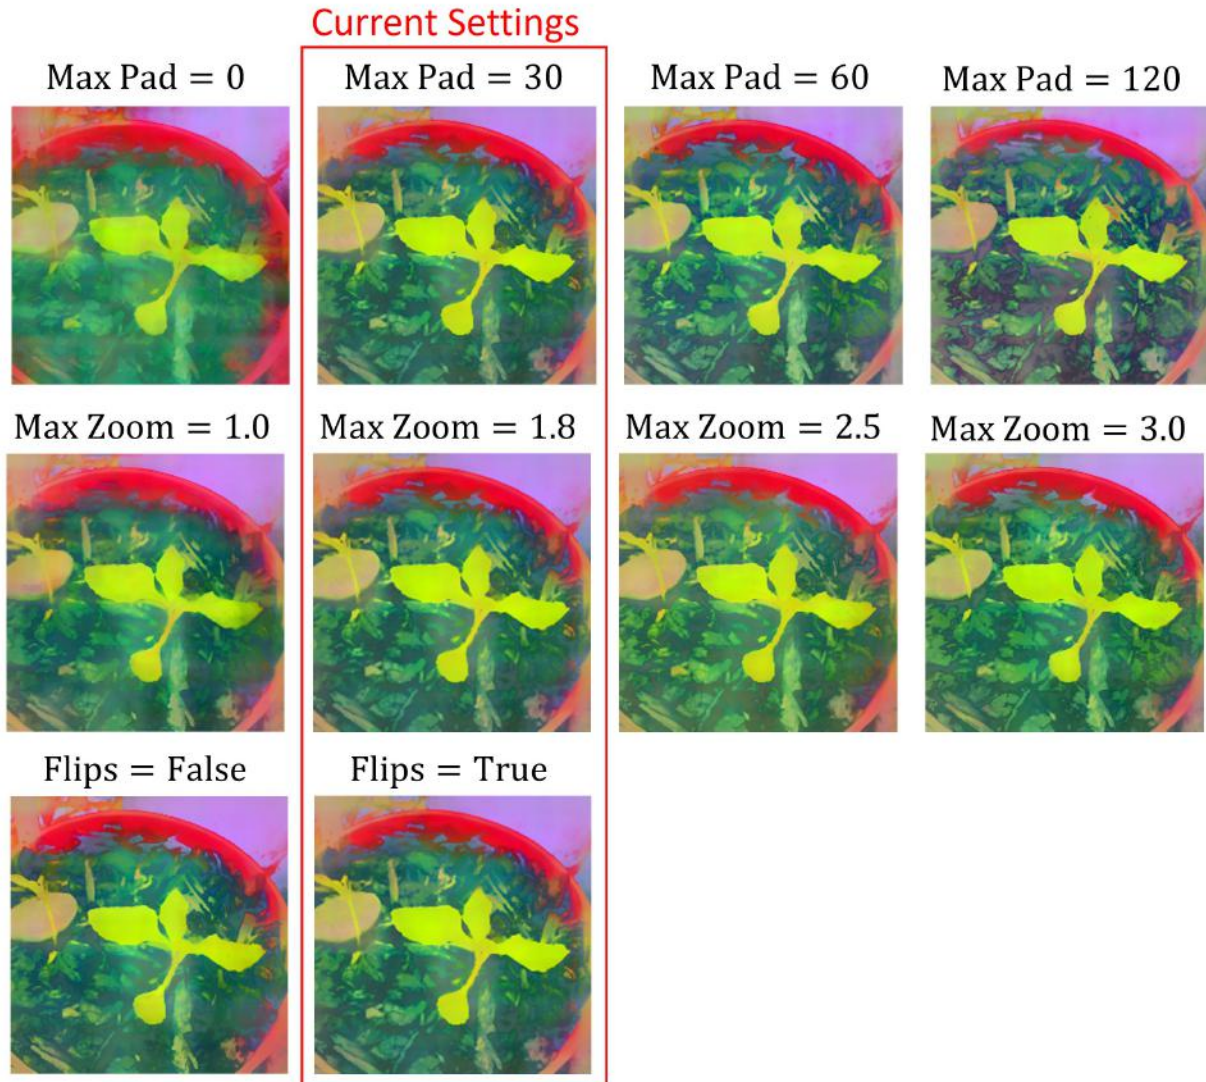 Current Settings
Max Pad = 0
Max Pad = 30
Max Pad = 60
Max Pad = 120
Max Zoom = 1.0
Max Zoom = 1.8
Max Zoom = 2.5
Max Zoom = 3.0
Flips = False
Flips = True